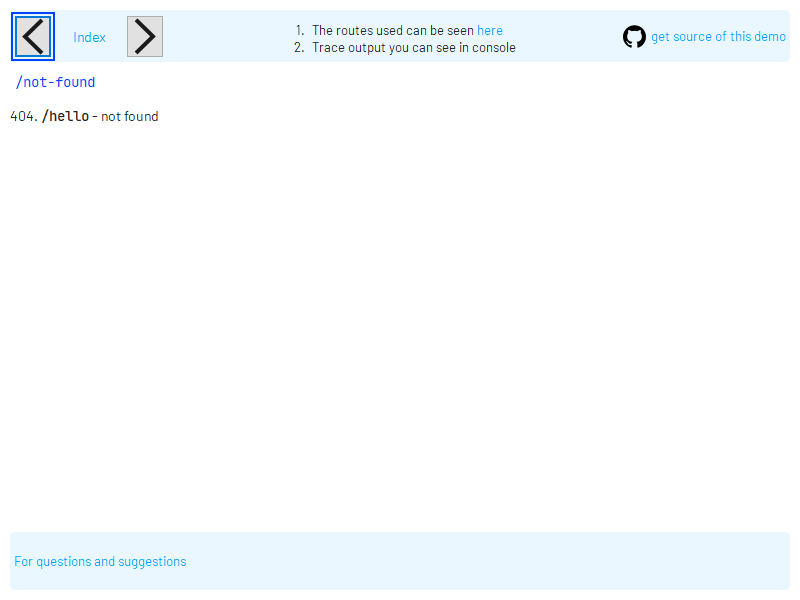 Index
1. The routes used can be seen here
2. Trace output you can see in console
get source of this demo
/not-found
404. /hello - not found
For questions and suggestions